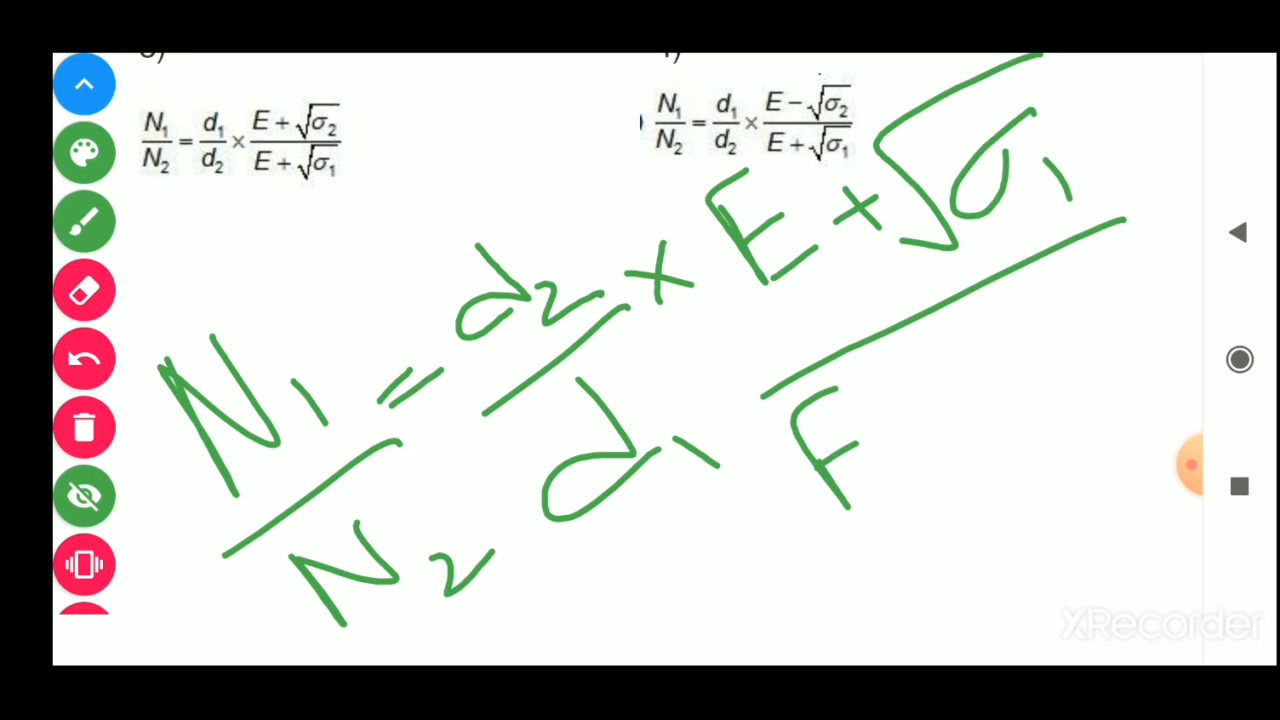 N₁/N₂ = d₁/d₂ × (E + √σ₂)/(E + √σ₁)
N₁/N₂ = d₁/d₂ × (E − √σ₂)/(E + √σ₁)
N₁/N₂ = d₂/d₁ × (E + √σ₁)/F
XRecorder